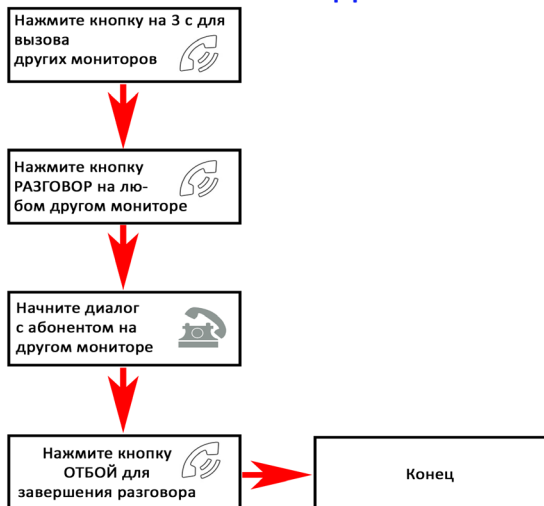 Нажмите кнопку на 3 с для
вызова
других мониторов
Нажмите кнопку
РАЗГОВОР на лю-
бом другом мониторе
Начните диалог
с абонентом на
другом мониторе
Нажмите кнопку
ОТБОЙ для
завершения разговора
Конец